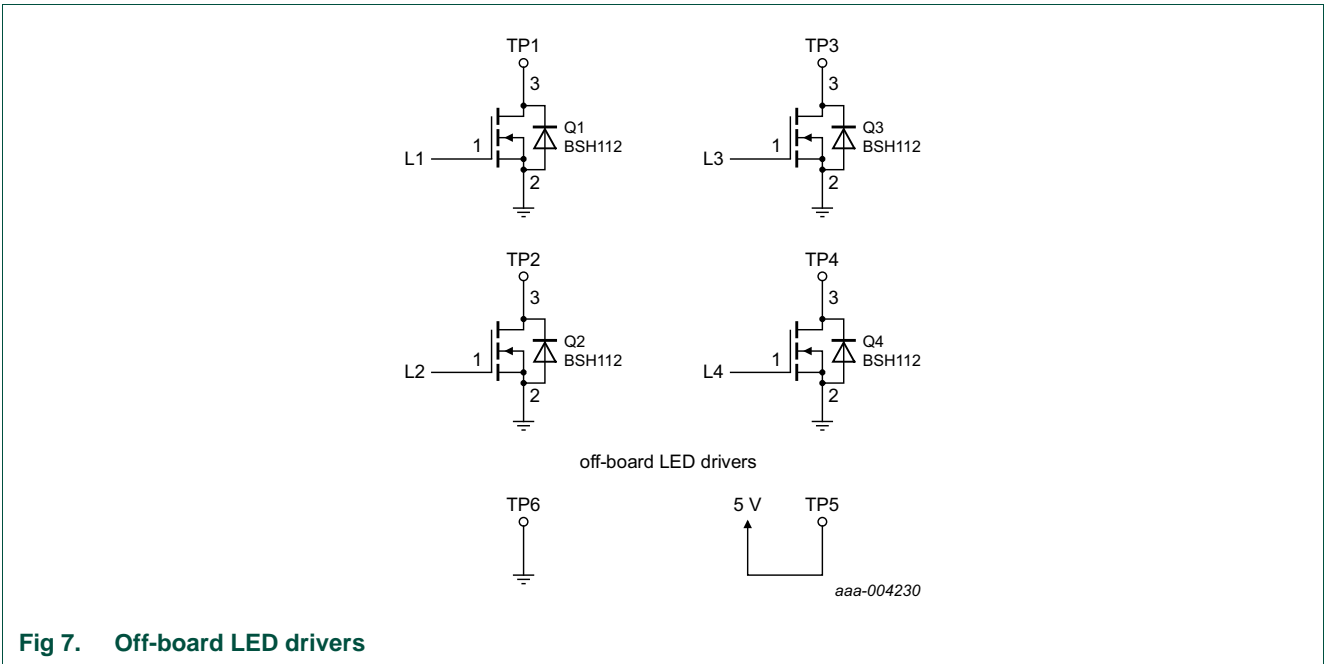 TP1
3
Q1
BSH112
1
L1
2
TP3
3
Q3
BSH112
1
L3
2
TP2
3
Q2
BSH112
1
L2
2
TP4
3
Q4
BSH112
1
L4
2
off-board LED drivers
TP6
5 V
TP5
aaa-004230
Fig 7. Off-board LED drivers